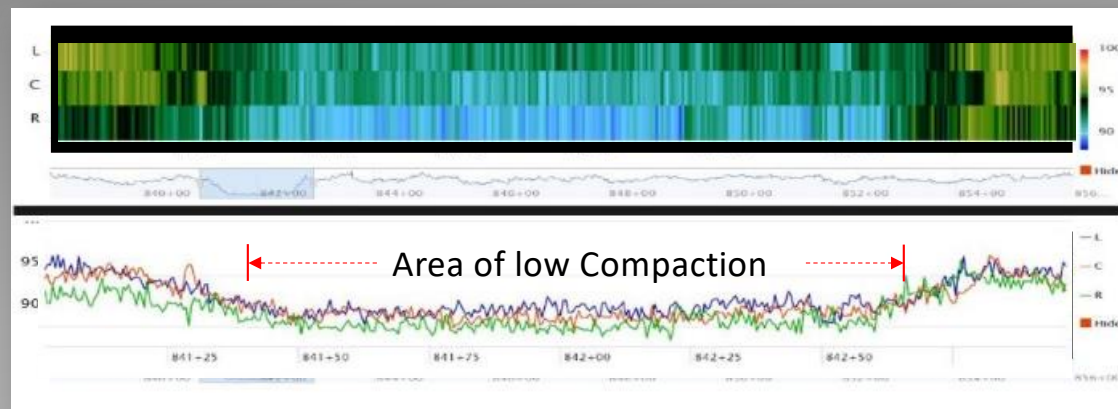 L
C
R
100
95
90
Hide
840+00 842+00 844+00 846+00 848+00 850+00 852+00 854+00 856...
95
90
Area of low Compaction
L
C
R
Hide
841+25 841+50 841+75 842+00 842+25 842+50